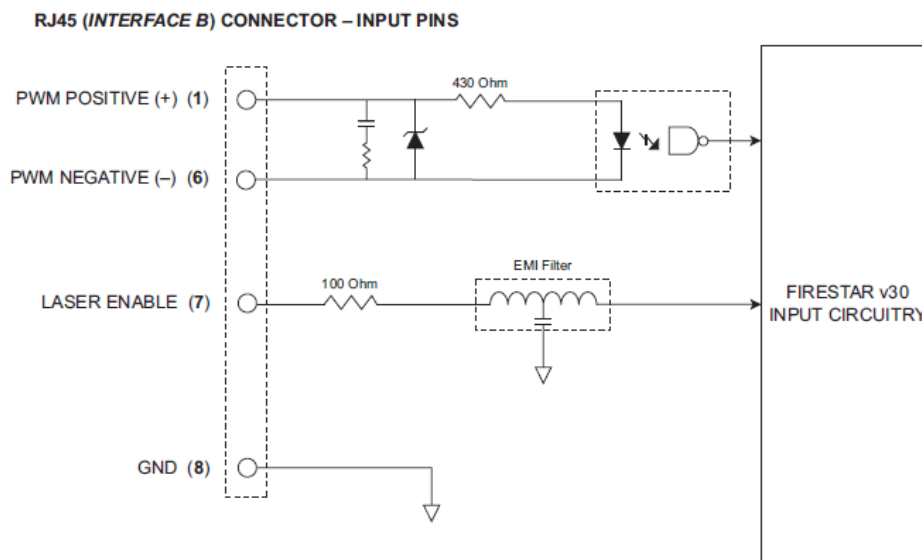 RJ45 (INTERFACE B) CONNECTOR – INPUT PINS
430 Ohm
PWM POSITIVE (+) (1)
PWM NEGATIVE (–) (6)
EMI Filter
100 Ohm
LASER ENABLE (7)
FIRESTAR v30
INPUT CIRCUITRY
GND (8)